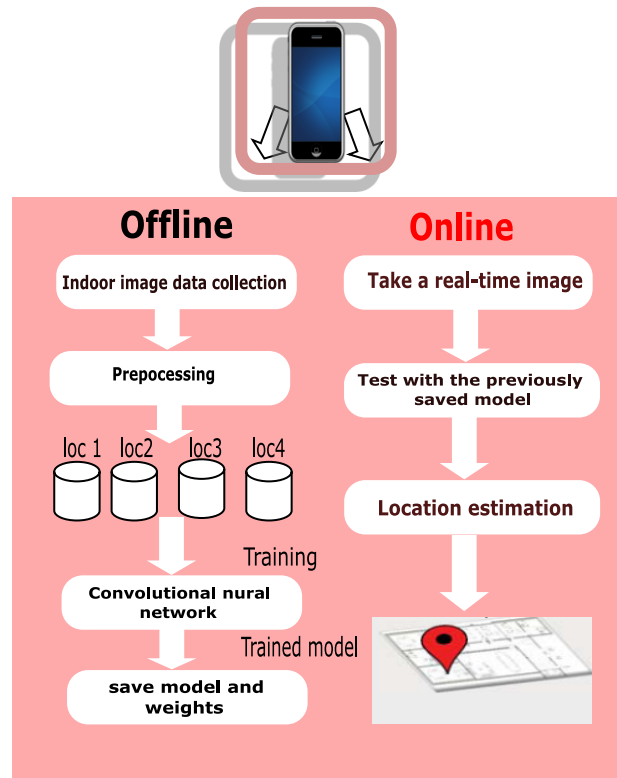 Offline
Indoor image data collection
Prepocessing
loc 1 loc2 loc3 loc4
Training
Convolutional nural
network
Trained model
save model and
weights
Online
Take a real-time image
Test with the previously
saved model
Location estimation